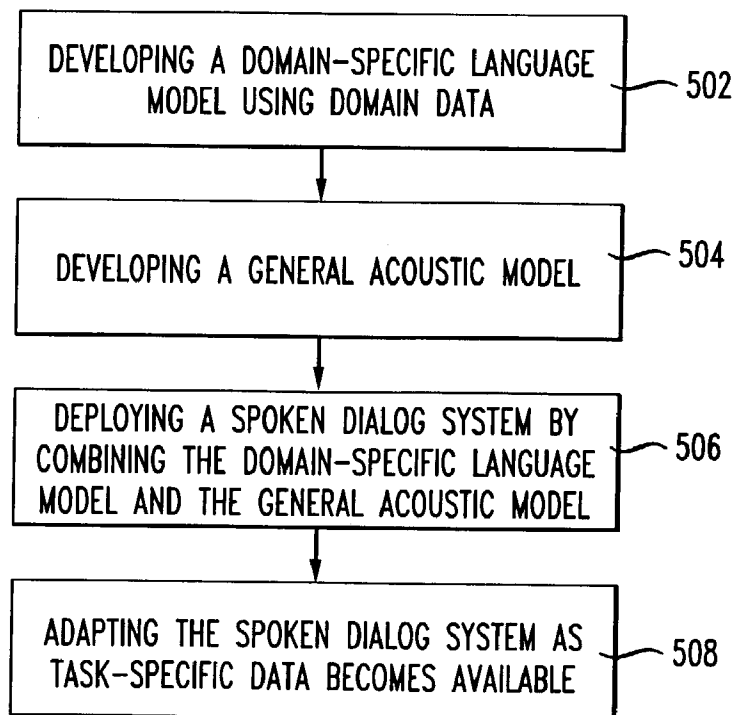 DEVELOPING A DOMAIN-SPECIFIC LANGUAGE
MODEL USING DOMAIN DATA
502
DEVELOPING A GENERAL ACOUSTIC MODEL
504
DEPLOYING A SPOKEN DIALOG SYSTEM BY
COMBINING THE DOMAIN-SPECIFIC LANGUAGE
MODEL AND THE GENERAL ACOUSTIC MODEL
506
ADAPTING THE SPOKEN DIALOG SYSTEM AS
TASK-SPECIFIC DATA BECOMES AVAILABLE
508